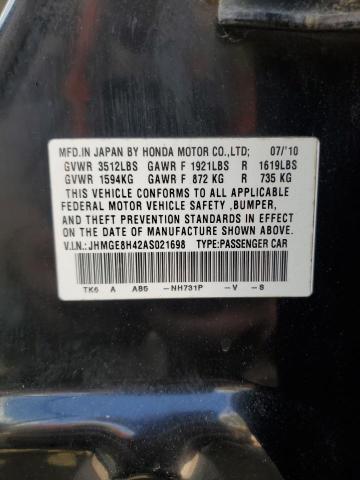 MFD.IN JAPAN BY HONDA MOTOR CO.,LTD; 07/'10
GVWR 3512LBS GAWR F 1921LBS R 1619LBS
GVWR 1594KG GAWR F 872 KG R 735 KG
THIS VEHICLE CONFORMS TO ALL APPLICABLE
FEDERAL MOTOR VEHICLE SAFETY ,BUMPER,
AND THEFT PREVENTION STANDARDS IN EFFECT
ON THE DATE OF MANUFACTURE SHOWN ABOVE.
V.I.N.: JHMGE8H42AS021698 TYPE:PASSENGER CAR
TK6 A AB5 -NH731P -V -S